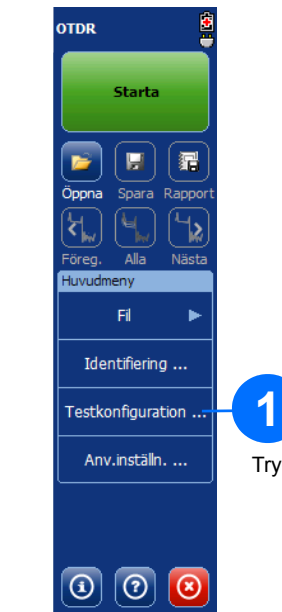 OTDR
Starta
Öppna Spara Rapport
Föreg. Alla Nästa
Huvudmeny
Fil
Identifiering ...
Testkonfiguration ...
1
Try
Anv.inställn. ...